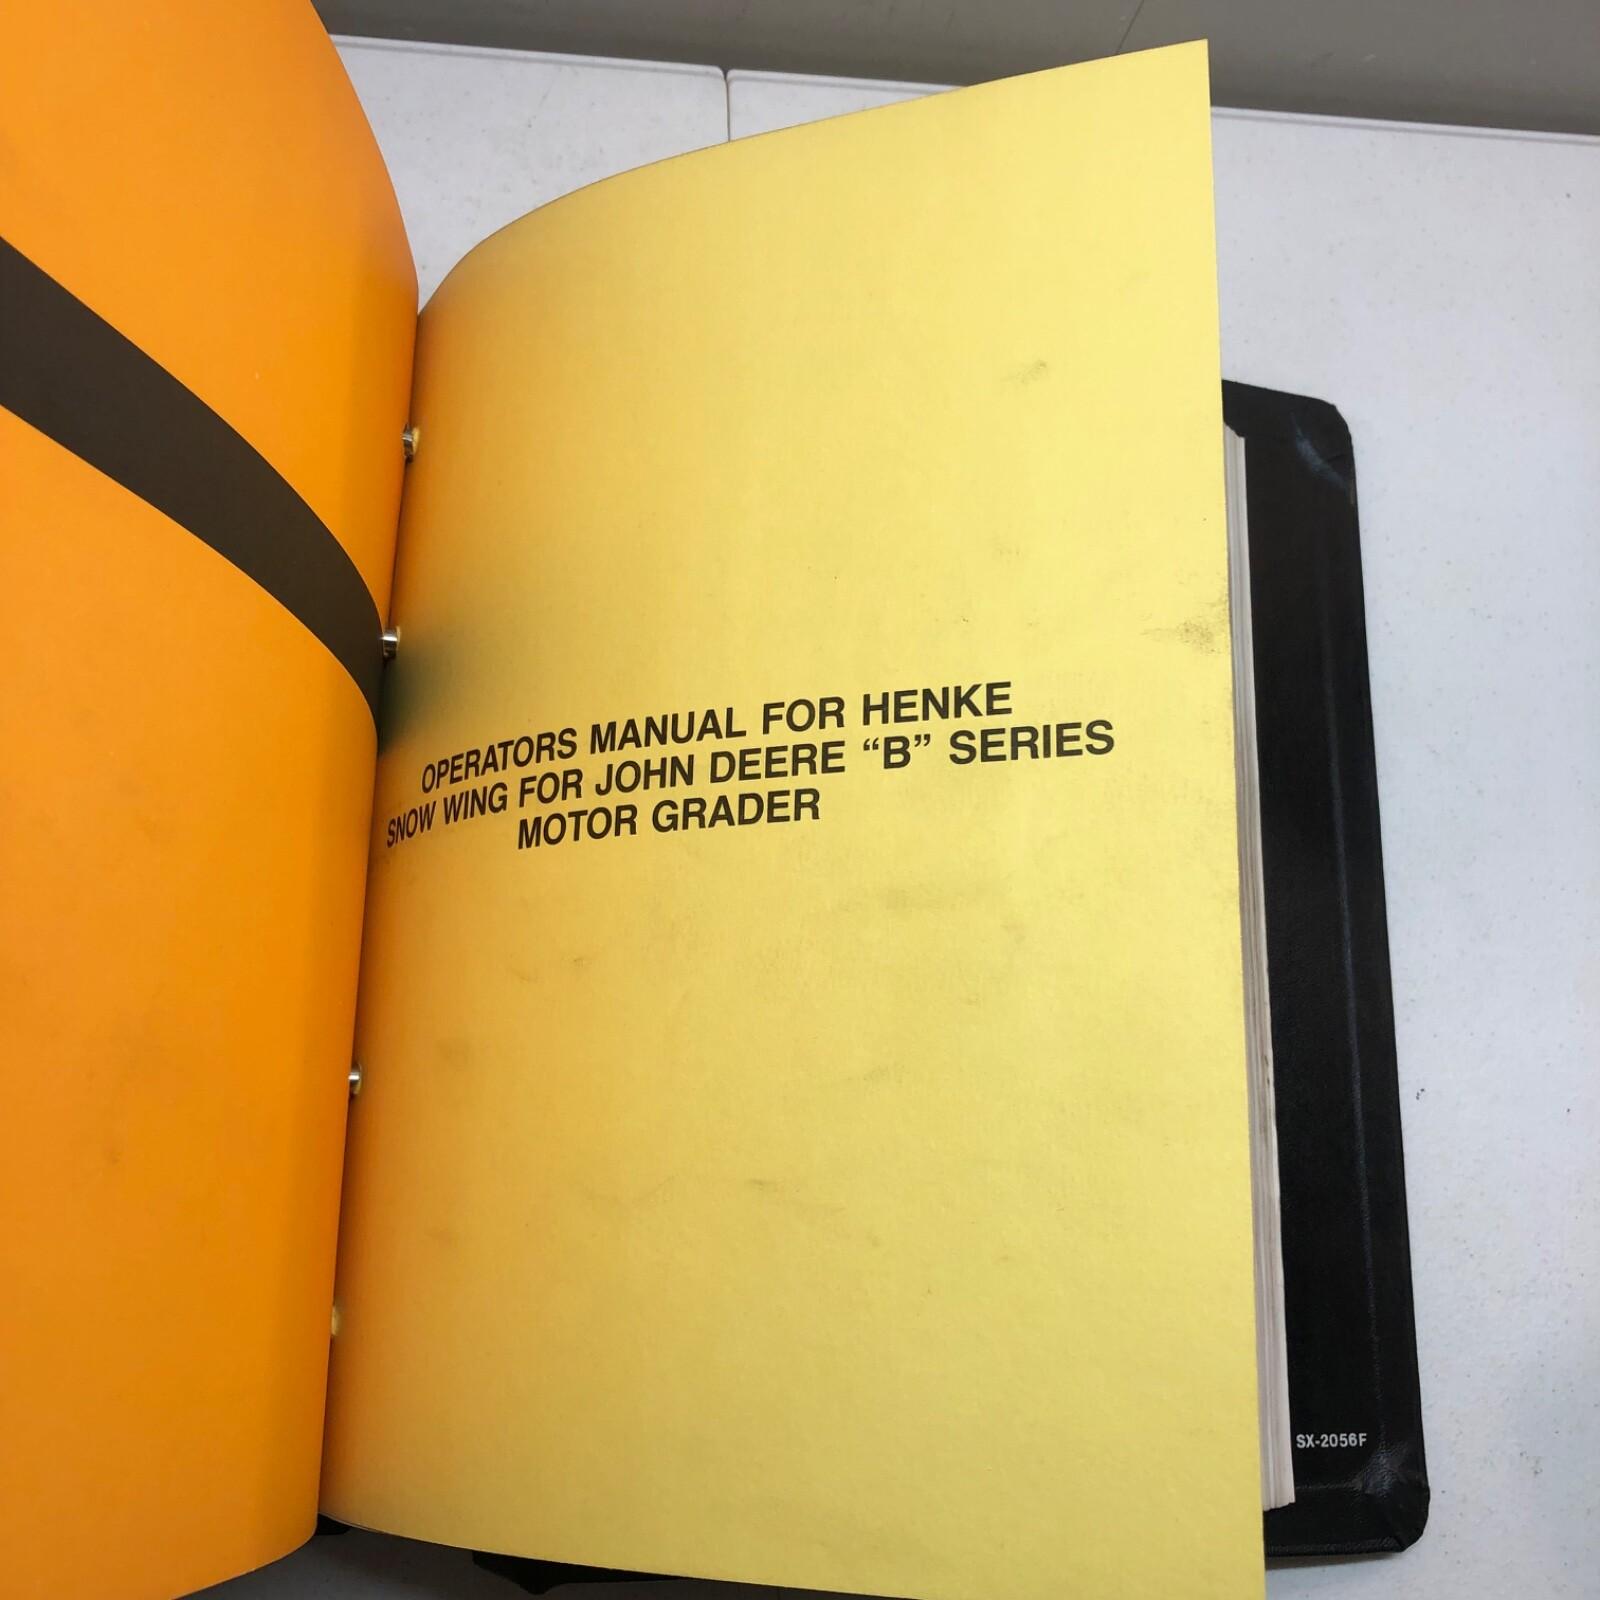 OPERATORS MANUAL FOR HENKE
SNOW WING FOR JOHN DEERE “B” SERIES
MOTOR GRADER
SX-2056F